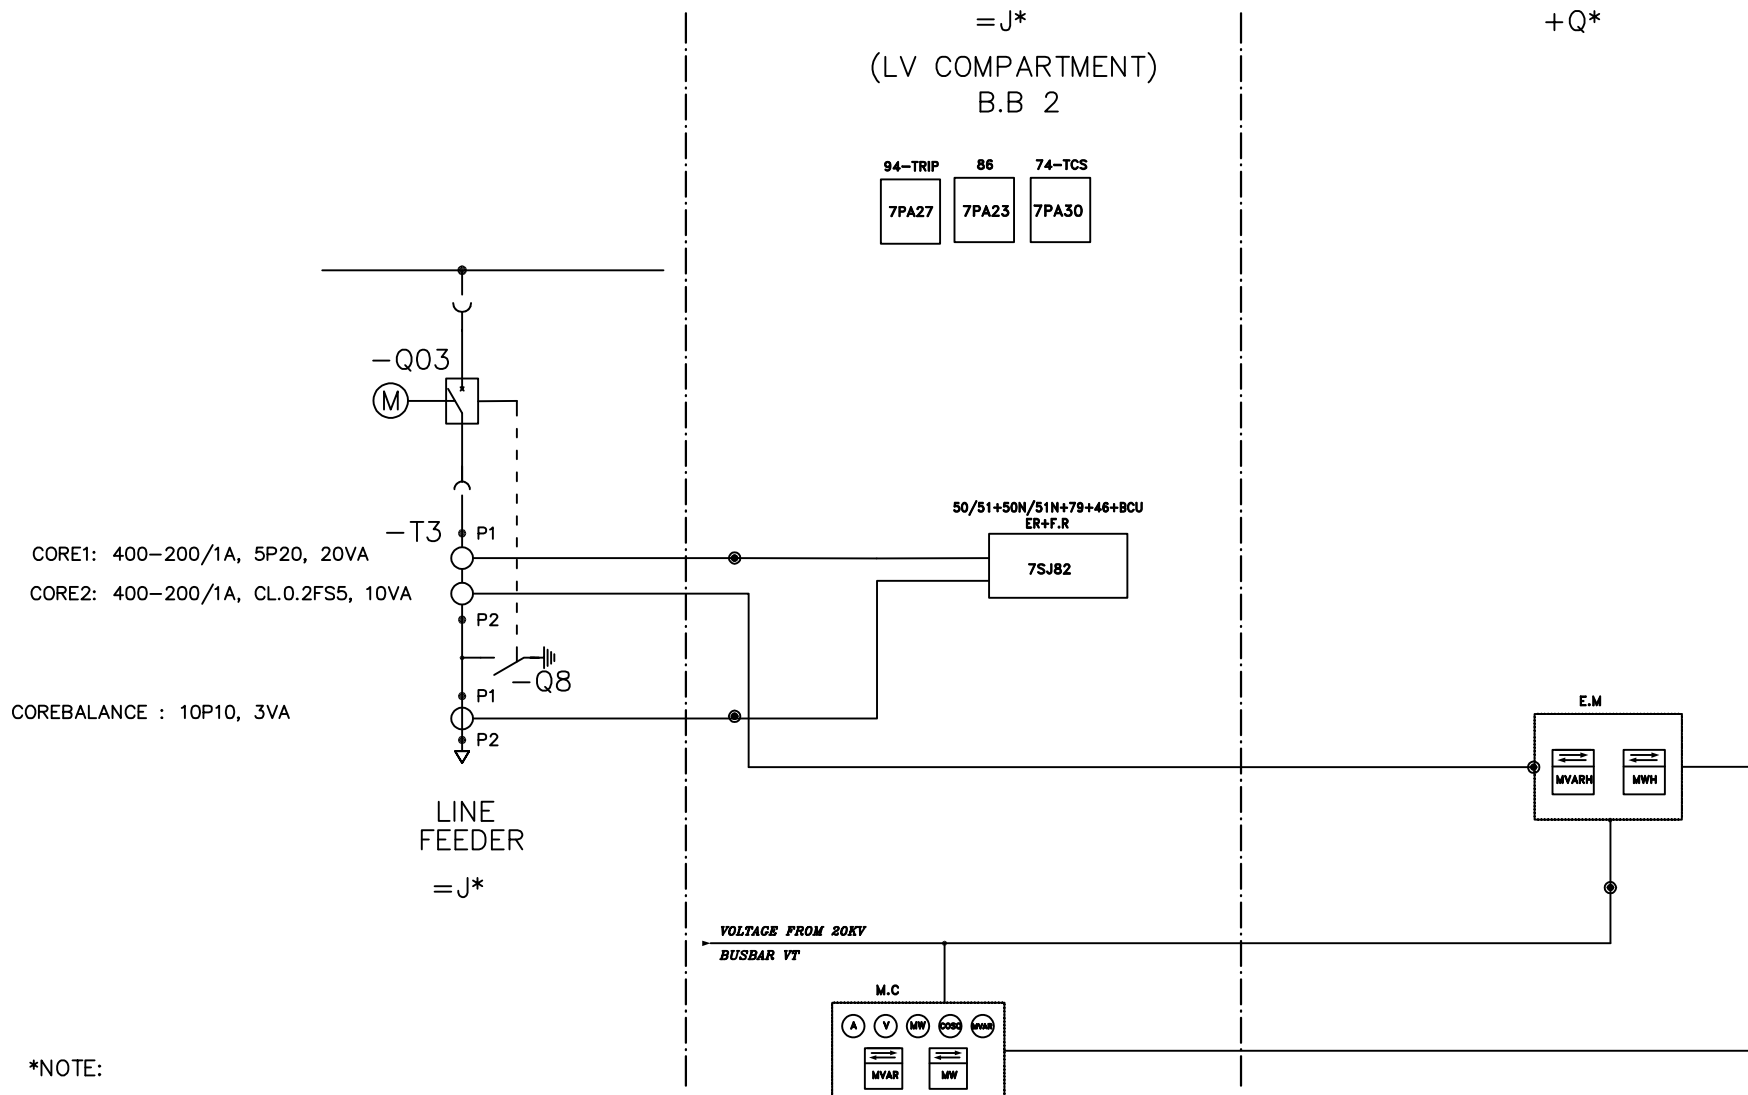 =J*
+Q*
(LV COMPARTMENT)
B.B 2
94-TRIP
86
74-TCS
7PA27
7PA23
7PA30
-Q03
M
50/51+50N/51N+79+46+BCU
ER+F.R
7SJ82
-T3
P1
CORE1: 400-200/1A, 5P20, 20VA
CORE2: 400-200/1A, CL.0.2FS5, 10VA
P2
-Q8
P1
COREBALANCE : 10P10, 3VA
P2
E.M
MVARH
MWH
LINE
FEEDER
=J*
VOLTAGE FROM 20KV
BUSBAR VT
M.C
A
V
MW
MVAR
MVAR
MW
*NOTE: